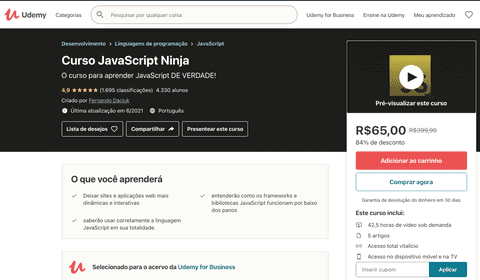 Udemy
Categorias
Pesquisar por qualquer coisa
Udemy for Business
Ensine na Udemy
Meu aprendizado
Desenvolvimento > Linguagens de programação > JavaScript
Curso JavaScript Ninja
O curso para aprender JavaScript DE VERDADE!
4,9 ★★★★★ (1.695 classificações) 4.330 alunos
Criado por Fernando Daciuk
Última atualização em 6/2021 Português
Lista de desejos
Compartilhar
Presentear este curso
Pré-visualizar este curso
R$65,00 R$399,90
84% de desconto
Adicionar ao carrinho
Comprar agora
Garantia de devolução do dinheiro em 30 dias
Este curso inclui:
42,5 horas de vídeo sob demanda
5 artigos
Acesso total vitalício
Acesso no dispositivo móvel e na TV
Inserir cupom
Aplicar
O que você aprenderá
Deixar sites e aplicações web mais
dinâmicas e interativas
entenderão como os frameworks e
bibliotecas JavaScript funcionam por baixo
dos panos
saberão usar corretamente a linguagem
JavaScript em sua totalidade.
Selecionado para o acervo da Udemy for Business